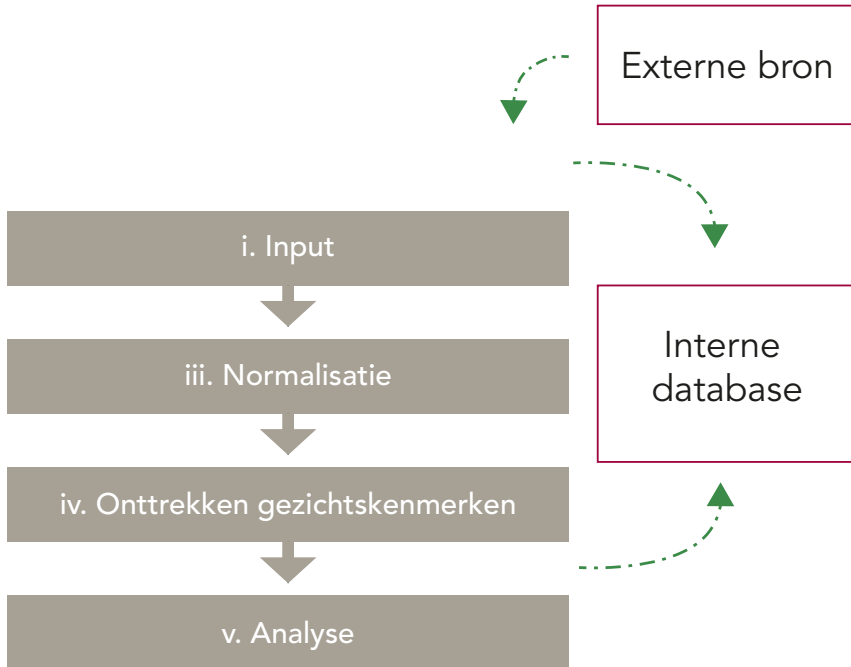 Externe bron
i. Input
iii. Normalisatie
Interne
database
iv. Onttrekken gezichtskenmerken
v. Analyse